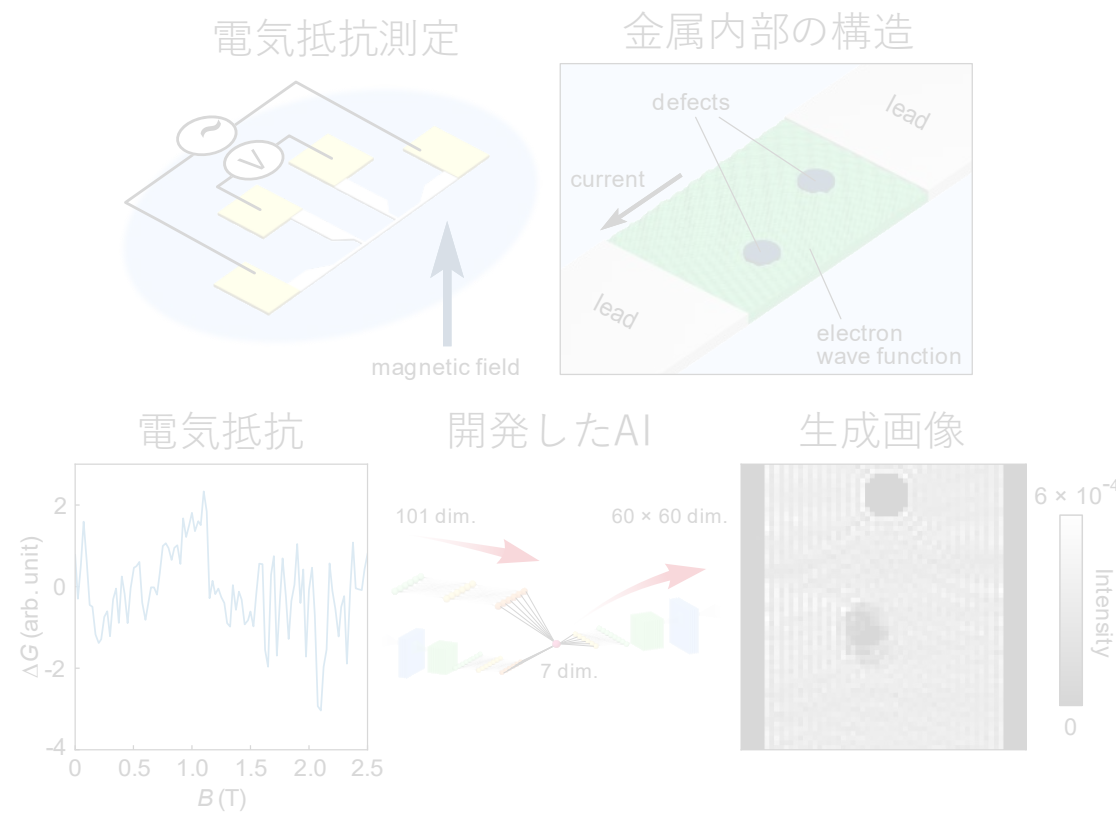 電気抵抗測定
金属内部の構造
V
magnetic field
defects
lead
current
lead
electron
wave function
電気抵抗
開発したAI
生成画像
ΔG (arb. unit)
2
0
-2
-4
0 0.5 1.0 1.5 2.0 2.5
B (T)
101 dim.
60 × 60 dim.
7 dim.
6 × 10⁻⁴
Intensity
0